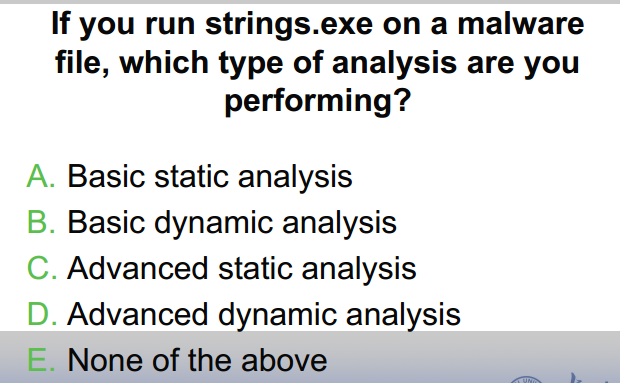 If you run strings.exe on a malware
file, which type of analysis are you
performing?
A. Basic static analysis
B. Basic dynamic analysis
C. Advanced static analysis
D. Advanced dynamic analysis
E. None of the above